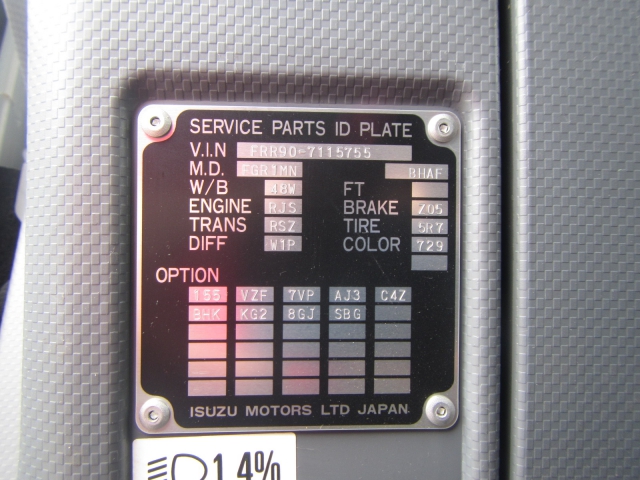 SERVICE PARTS ID PLATE
V.I.N FRR90-7115755
M.D. BHAF
W/B 48W FT
ENGINE RJS BRAKE Z05
TRANS RSZ TIRE 5R7
DIFF W1P COLOR 729
OPTION
155 VZF 7VP AJ3 C4Z
BHK KG2 8GJ SBG
ISUZU MOTORS LTD JAPAN
1.4%